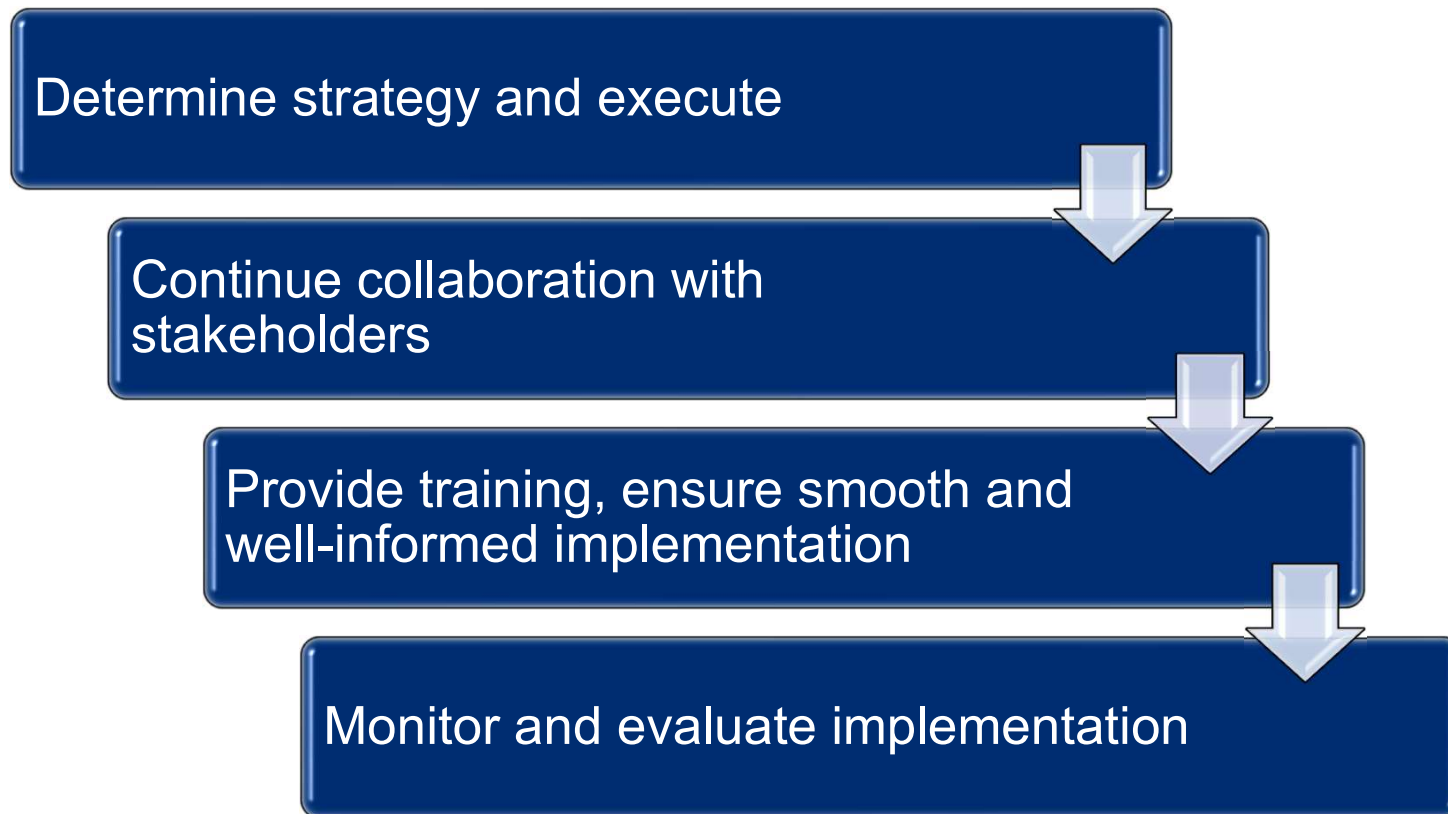 Determine strategy and execute
Continue collaboration with
stakeholders
Provide training, ensure smooth and
well-informed implementation
Monitor and evaluate implementation